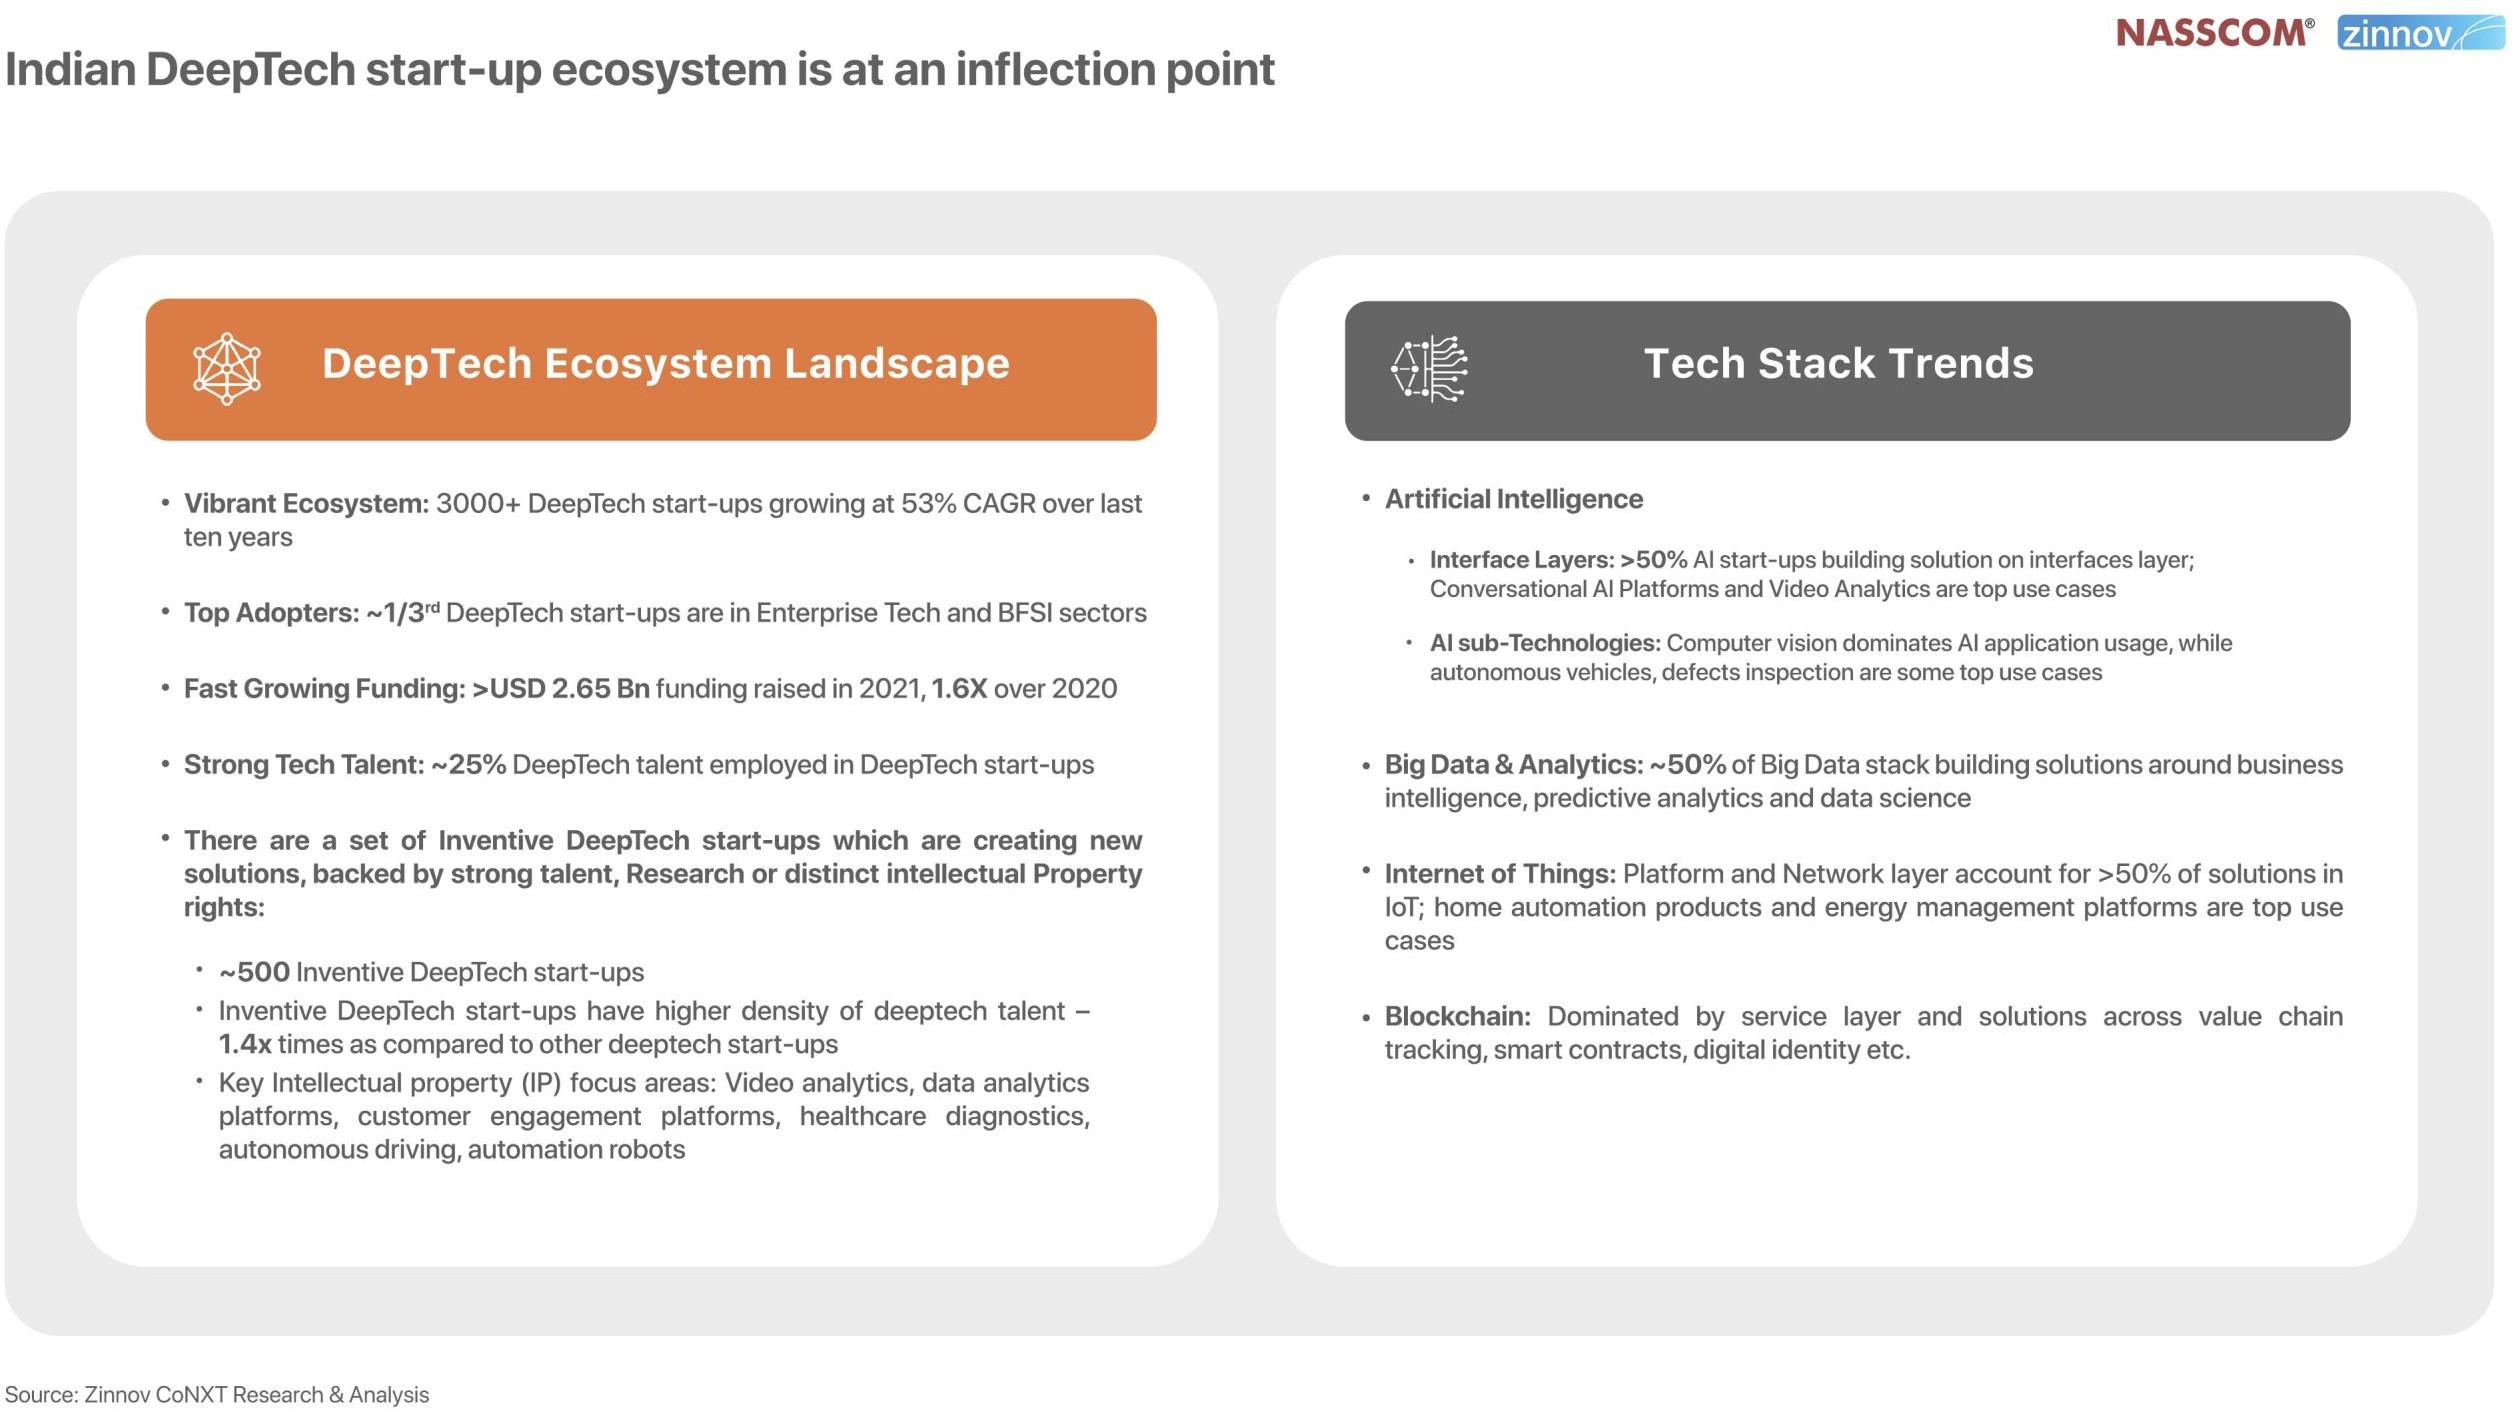 NASSCOM®
zinnov
Indian DeepTech start-up ecosystem is at an inflection point
DeepTech Ecosystem Landscape
• Vibrant Ecosystem: 3000+ DeepTech start-ups growing at 53% CAGR over last
ten years
• Top Adopters: ~1/3rd DeepTech start-ups are in Enterprise Tech and BFSI sectors
• Fast Growing Funding: >USD 2.65 Bn funding raised in 2021, 1.6X over 2020
• Strong Tech Talent: ~25% DeepTech talent employed in DeepTech start-ups
• There are a set of Inventive DeepTech start-ups which are creating new
solutions, backed by strong talent, Research or distinct intellectual Property
rights:
• ~500 Inventive DeepTech start-ups
• Inventive DeepTech start-ups have higher density of deeptech talent –
1.4x times as compared to other deeptech start-ups
• Key Intellectual property (IP) focus areas: Video analytics, data analytics
platforms, customer engagement platforms, healthcare diagnostics,
autonomous driving, automation robots
Tech Stack Trends
• Artificial Intelligence
• Interface Layers: >50% AI start-ups building solution on interfaces layer;
Conversational AI Platforms and Video Analytics are top use cases
• AI sub-Technologies: Computer vision dominates AI application usage, while
autonomous vehicles, defects inspection are some top use cases
• Big Data & Analytics: ~50% of Big Data stack building solutions around business
intelligence, predictive analytics and data science
• Internet of Things: Platform and Network layer account for >50% of solutions in
IoT; home automation products and energy management platforms are top use
cases
• Blockchain: Dominated by service layer and solutions across value chain
tracking, smart contracts, digital identity etc.
Source: Zinnov CoNXT Research & Analysis